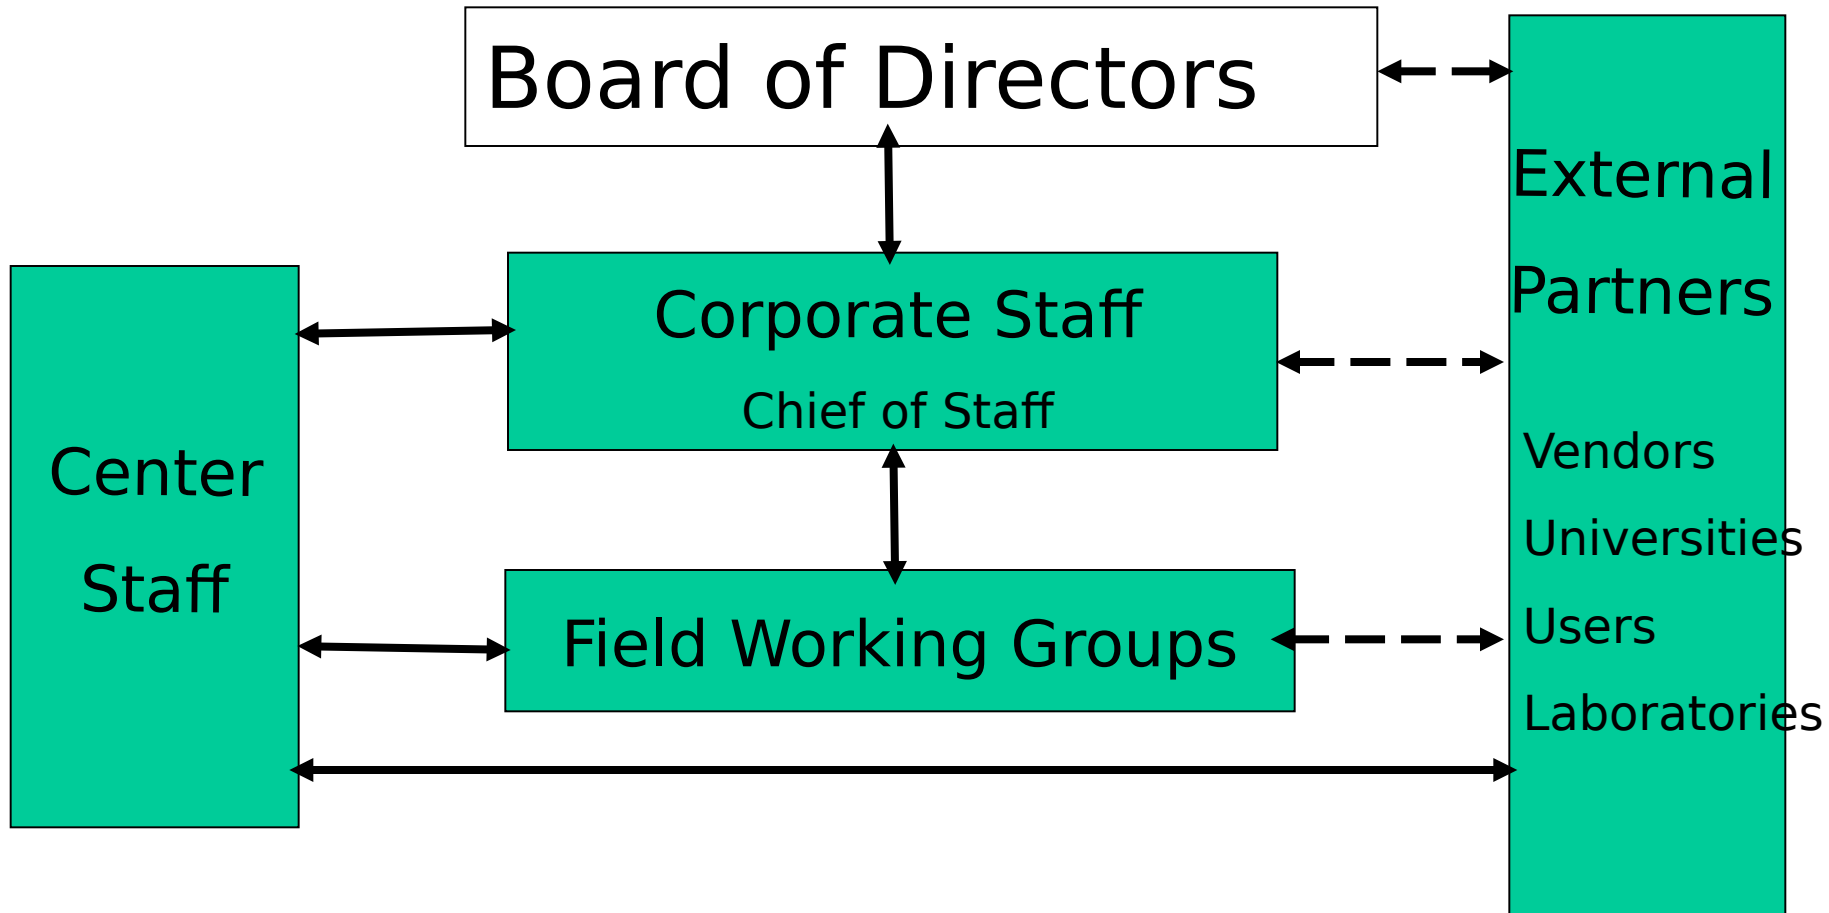 Board of Directors
External
Partners
Corporate Staff
Chief of Staff
Center
Staff
Vendors
Universities
Users
Laboratories
Field Working Groups